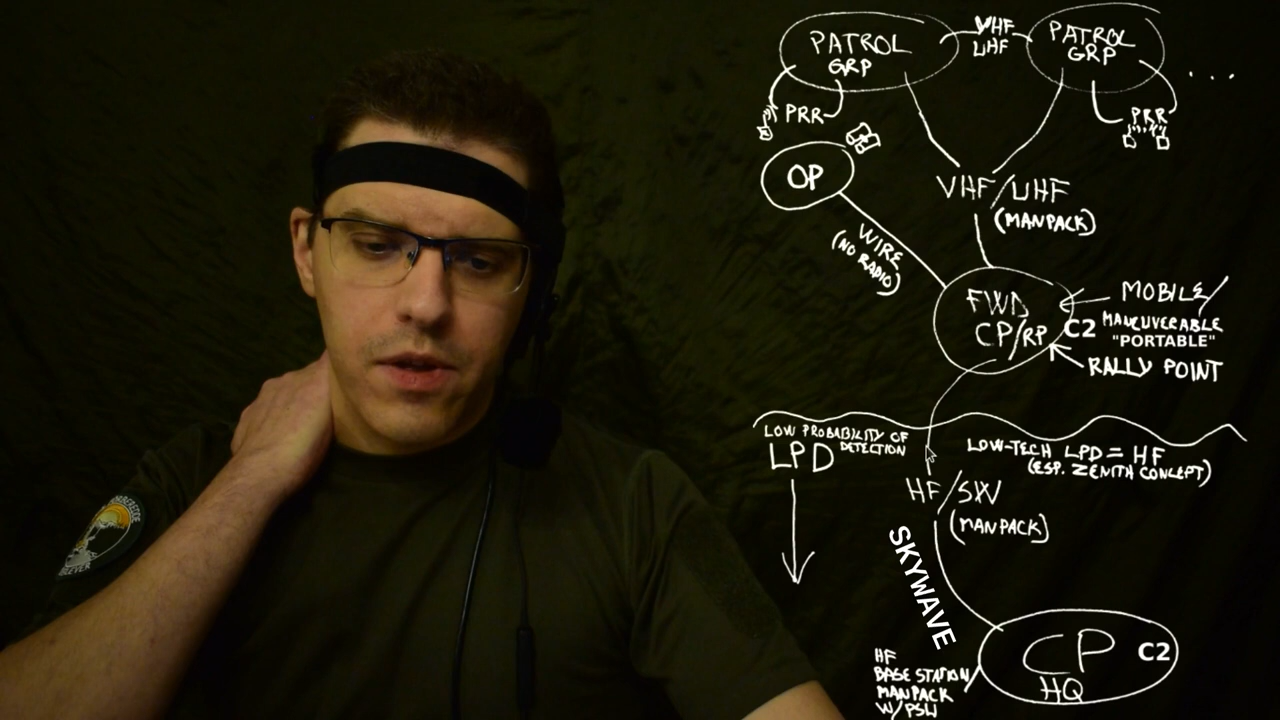 PATROL
GRP
VHF
UHF
PATROL
GRP
. . .
PRR
PRR
OP
VHF/UHF
(MANPACK)
WIRE
(NO RADIO)
FWD
CP/RP
C2
MOBILE/
MANEUVERABLE
"PORTABLE"
RALLY POINT
LOW PROBABILITY OF
DETECTION
LPD
LOW-TECH LPD = HF
(ESP. ZENITH CONCEPT)
HF/SW
(MANPACK)
SKYWAVE
CP
HQ
C2
HF
BASE STATION
MANPACK
W/PSU